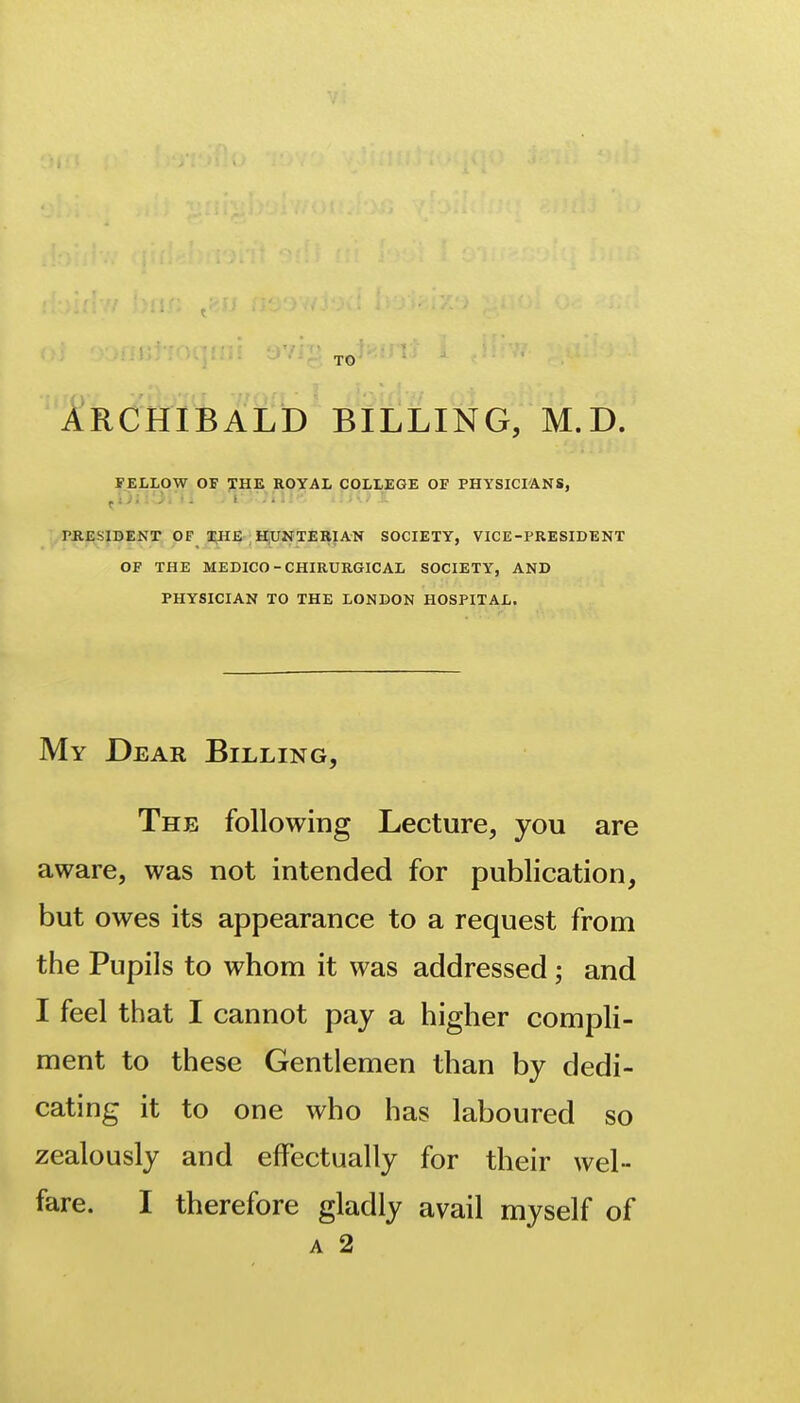 TO
ARCHIBALD BILLING, M.D.
FELLOW OF THE ROYAL COLLEGE OF PHYSICIANS,
PRESIDENT OF THE HUNTERIAN SOCIETY, VICE-PRESIDENT
OF THE MEDICO-CHIRURGICAL SOCIETY, AND
PHYSICIAN TO THE LONDON HOSPITAL.
My Dear Billing,
The following Lecture, you are
aware, was not intended for publication,
but owes its appearance to a request from
the Pupils to whom it was addressed; and
I feel that I cannot pay a higher compli-
ment to these Gentlemen than by dedi-
cating it to one who has laboured so
zealously and effectually for their wel-
fare. I therefore gladly avail myself of
A 2